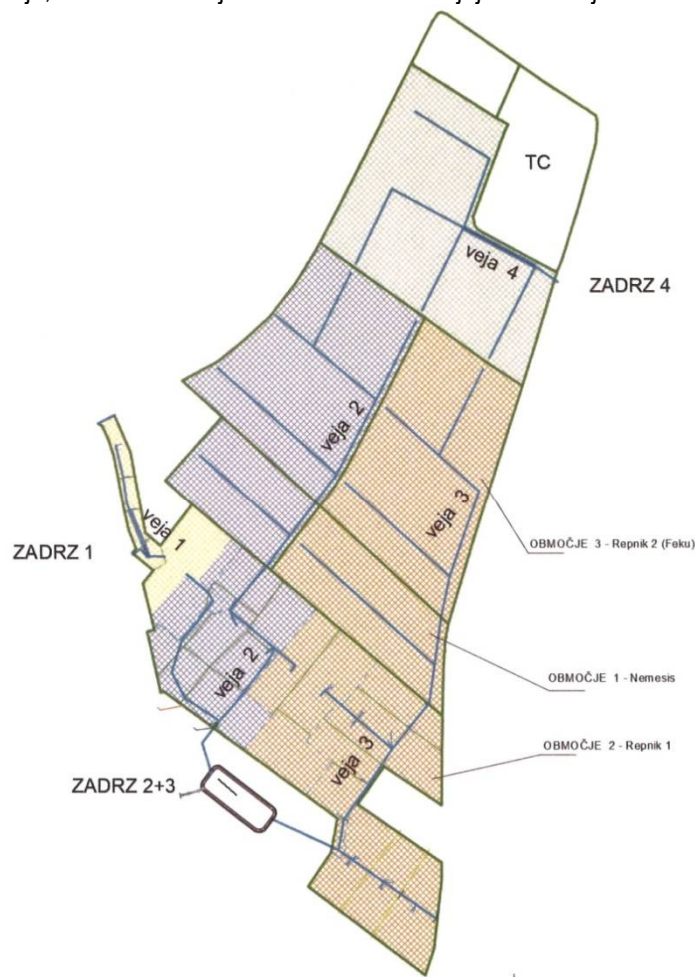 TC
veja 4
ZADRZ 4
veja 2
veja 3
veja 1
ZADRZ 1
OBMOČJE 3 - Repnik 2 (Feku)
OBMOČJE 1 - Nemesis
veja 2
OBMOČJE 2 - Repnik 1
veja 3
ZADRZ 2+3